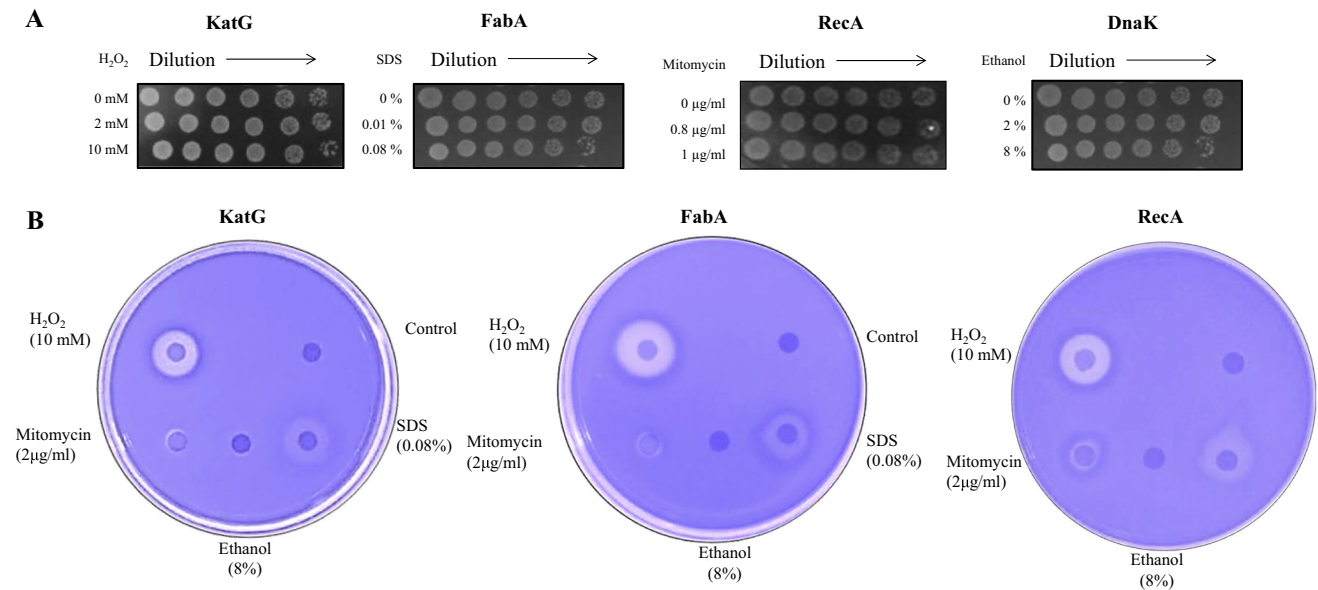 A
KatG
FabA
RecA
DnaK
H₂O₂
Dilution
SDS
Dilution
Mitomycin
Dilution
Ethanol
Dilution
0 mM
2 mM
10 mM
0 %
0.01 %
0.08 %
0 μg/ml
0.8 μg/ml
1 μg/ml
0 %
2 %
8 %
B
KatG
FabA
RecA
H₂O₂
(10 mM)
Control
Mitomycin
(2μg/ml)
SDS
(0.08%)
Ethanol
(8%)
H₂O₂
(10 mM)
Control
Mitomycin
(2μg/ml)
SDS
(0.08%)
Ethanol
(8%)
H₂O₂
(10 mM)
Mitomycin
(2μg/ml)
Ethanol
(8%)